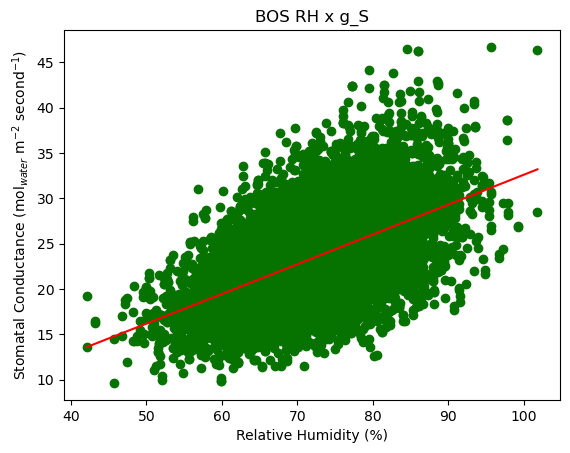 BOS RH x g_S
Stomatal Conductance (mol_water m⁻² second⁻¹)
45
40
35
30
25
20
15
10
40 50 60 70 80 90 100
Relative Humidity (%)